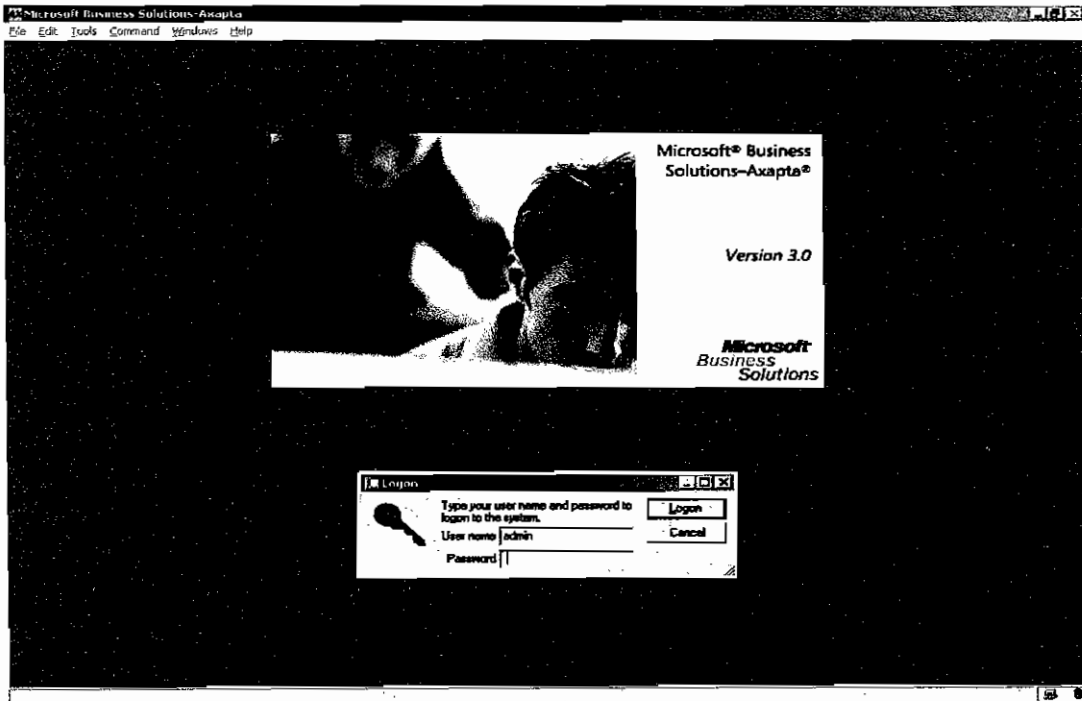 Microsoft Business Solutions-Axapta
File Edit Tools Command Windows Help
Microsoft® Business
Solutions–Axapta®
Version 3.0
Microsoft
Business
Solutions
Logon
Type your user name and password to
logon to the system.
Logon
User name admin
Cancel
Password